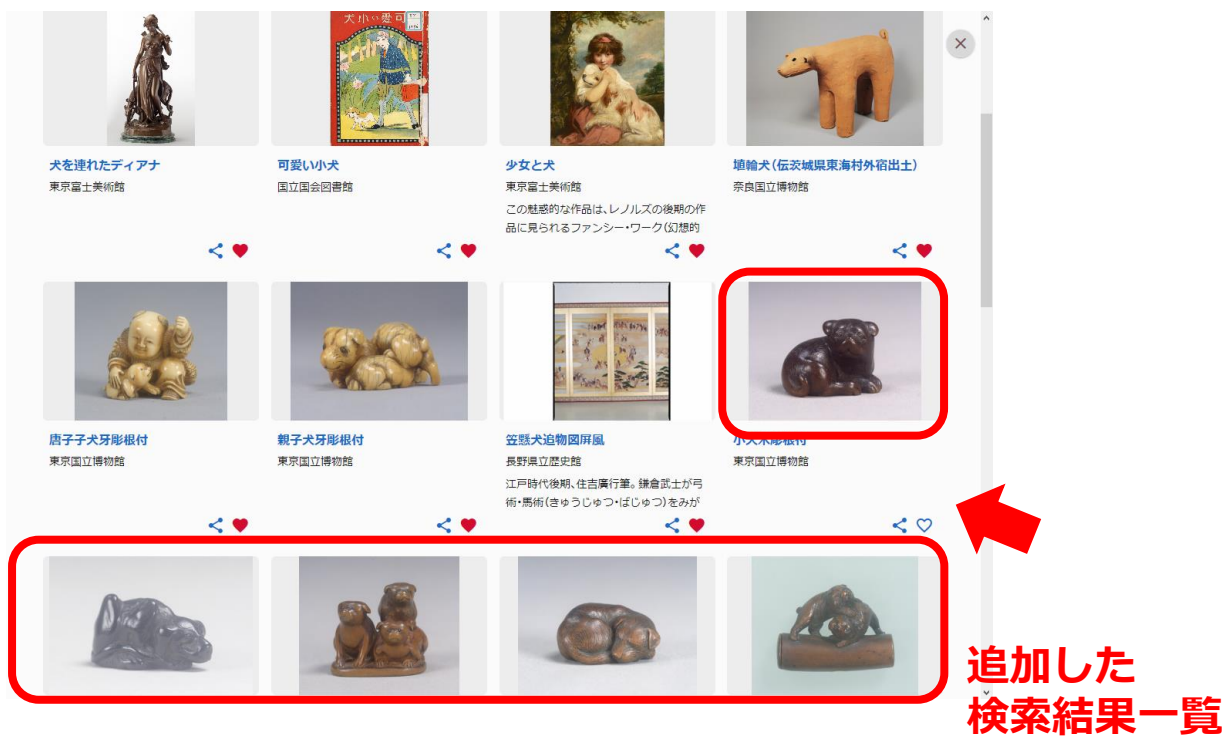 犬小い愛可
犬を連れたディアナ
東京富士美術館
可愛い小犬
国立国会図書館
少女と犬
東京富士美術館
この魅惑的な作品は、レノルズの後期の作
品に見られるファンシー・ワーク(幻想的
埴輪犬(伝茨城県東海村外宿出土)
奈良国立博物館
唐子子犬牙彫根付
東京国立博物館
親子犬牙彫根付
東京国立博物館
笠懸犬追物図屏風
長野県立歴史館
江戸時代後期、住吉廣行筆。鎌倉武士が弓
術・馬術(きゅうじゅつ・ばじゅつ)をみが
小犬木彫根付
東京国立博物館
追加した
検索結果一覧